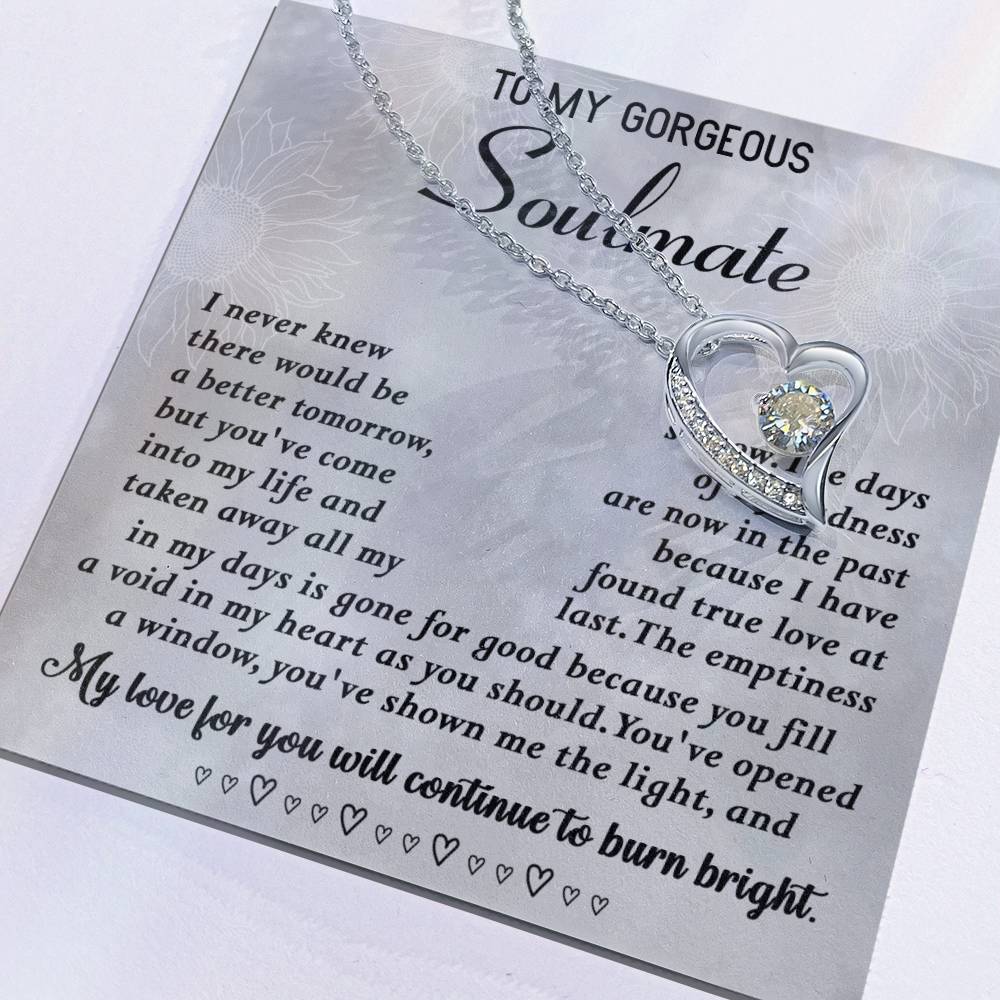 TO MY GORGEOUS
Soulmate
I never knew
there would be
a better tomorrow,
but you've come
into my life and
taken away all my
days
of
are now in the past
because I have
found true love at
last. The emptiness
in my days is gone for good because you fill
a void in my heart as you should. You've opened
a window, you've shown me the light, and
My love for you will continue to burn bright.